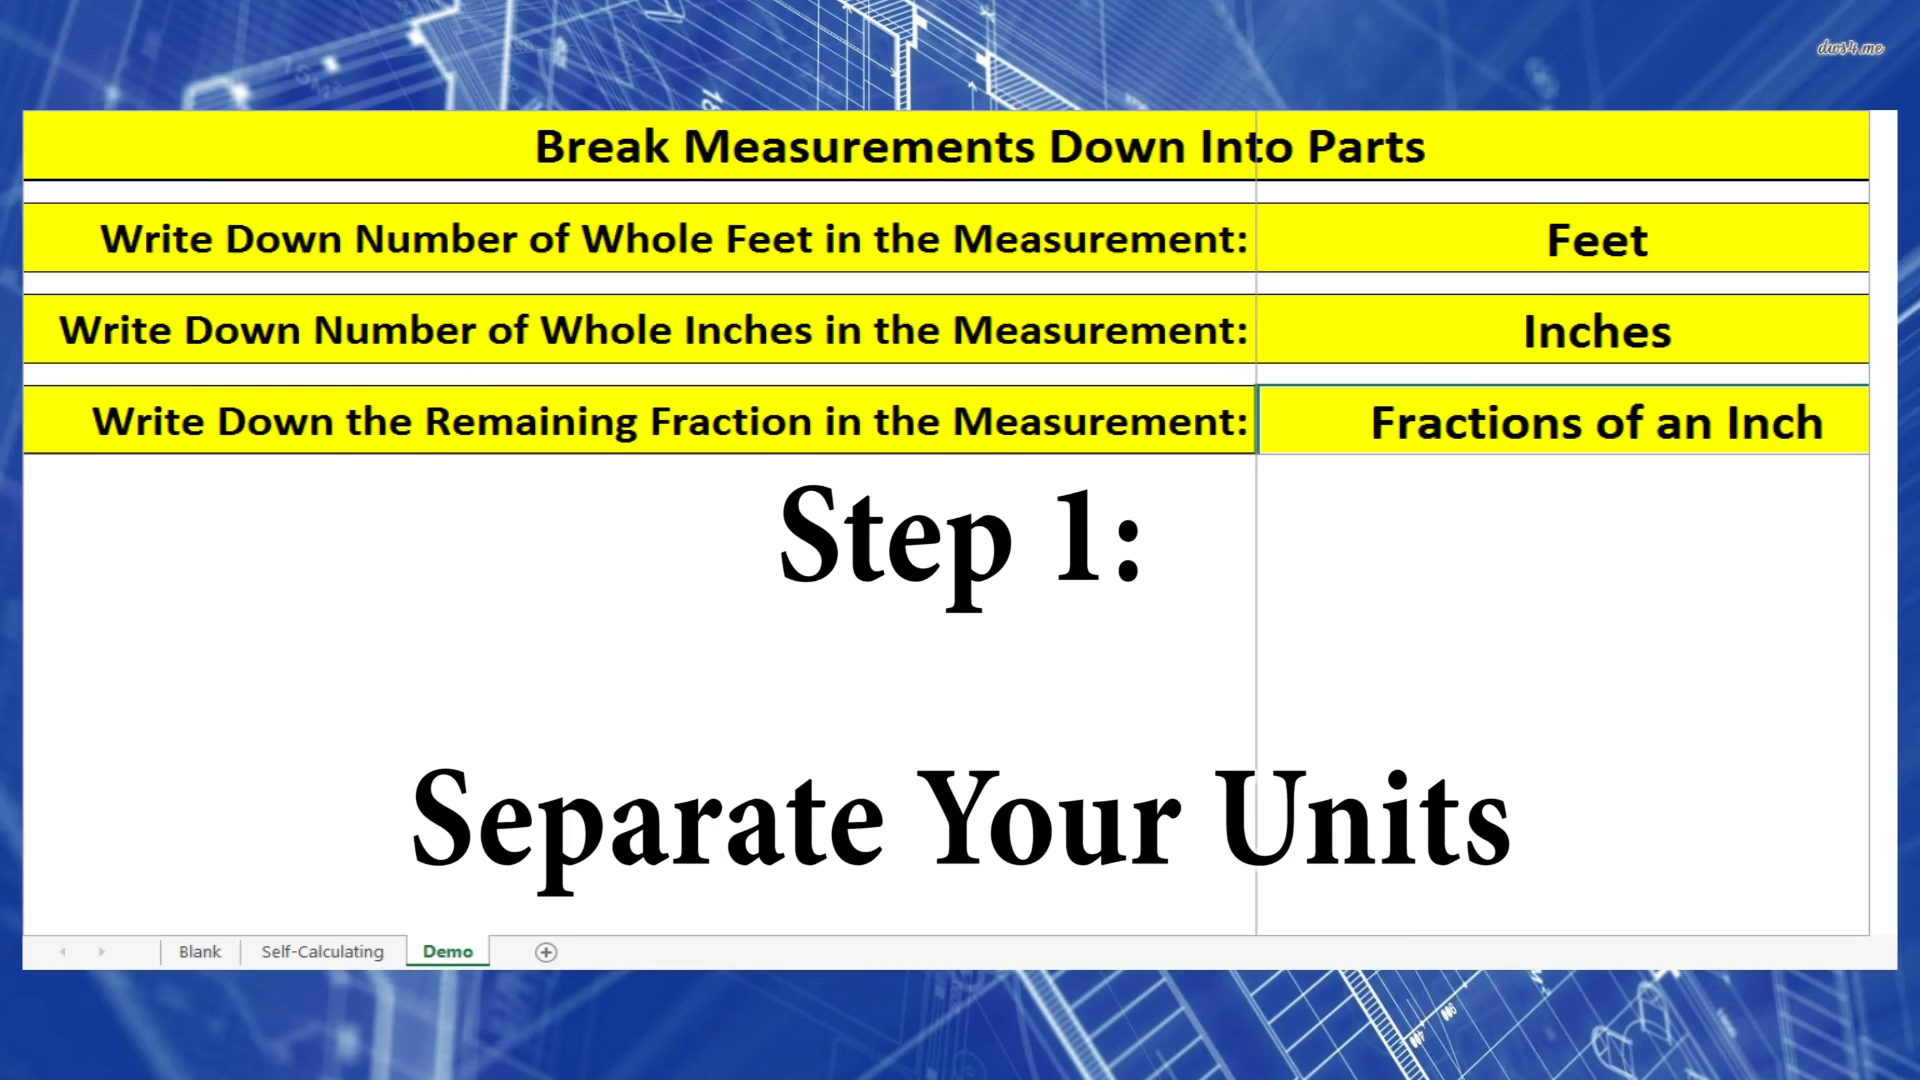 dws4.me
Break Measurements Down Into Parts
Write Down Number of Whole Feet in the Measurement: Feet
Write Down Number of Whole Inches in the Measurement: Inches
Write Down the Remaining Fraction in the Measurement: Fractions of an Inch
Step 1:
Separate Your Units
Blank Self-Calculating Demo